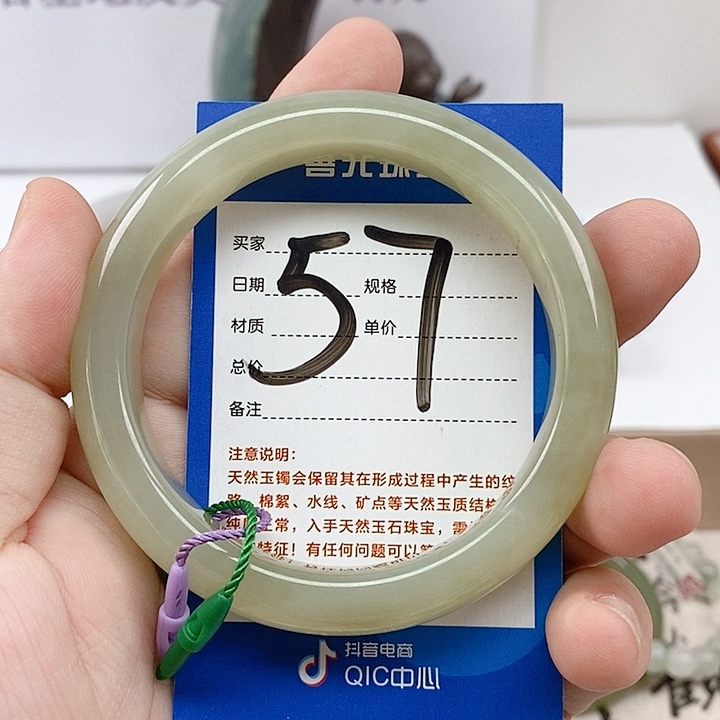 57
买家
日期 规格
材质 单价
总价
备注
注意说明:
天然玉镯会保留其在形成过程中产生的纹
路、棉絮、水线、矿点等天然玉质结构
正常，入手天然玉石珠宝，需
特征！有任何问题可以
抖音电商
QIC中心